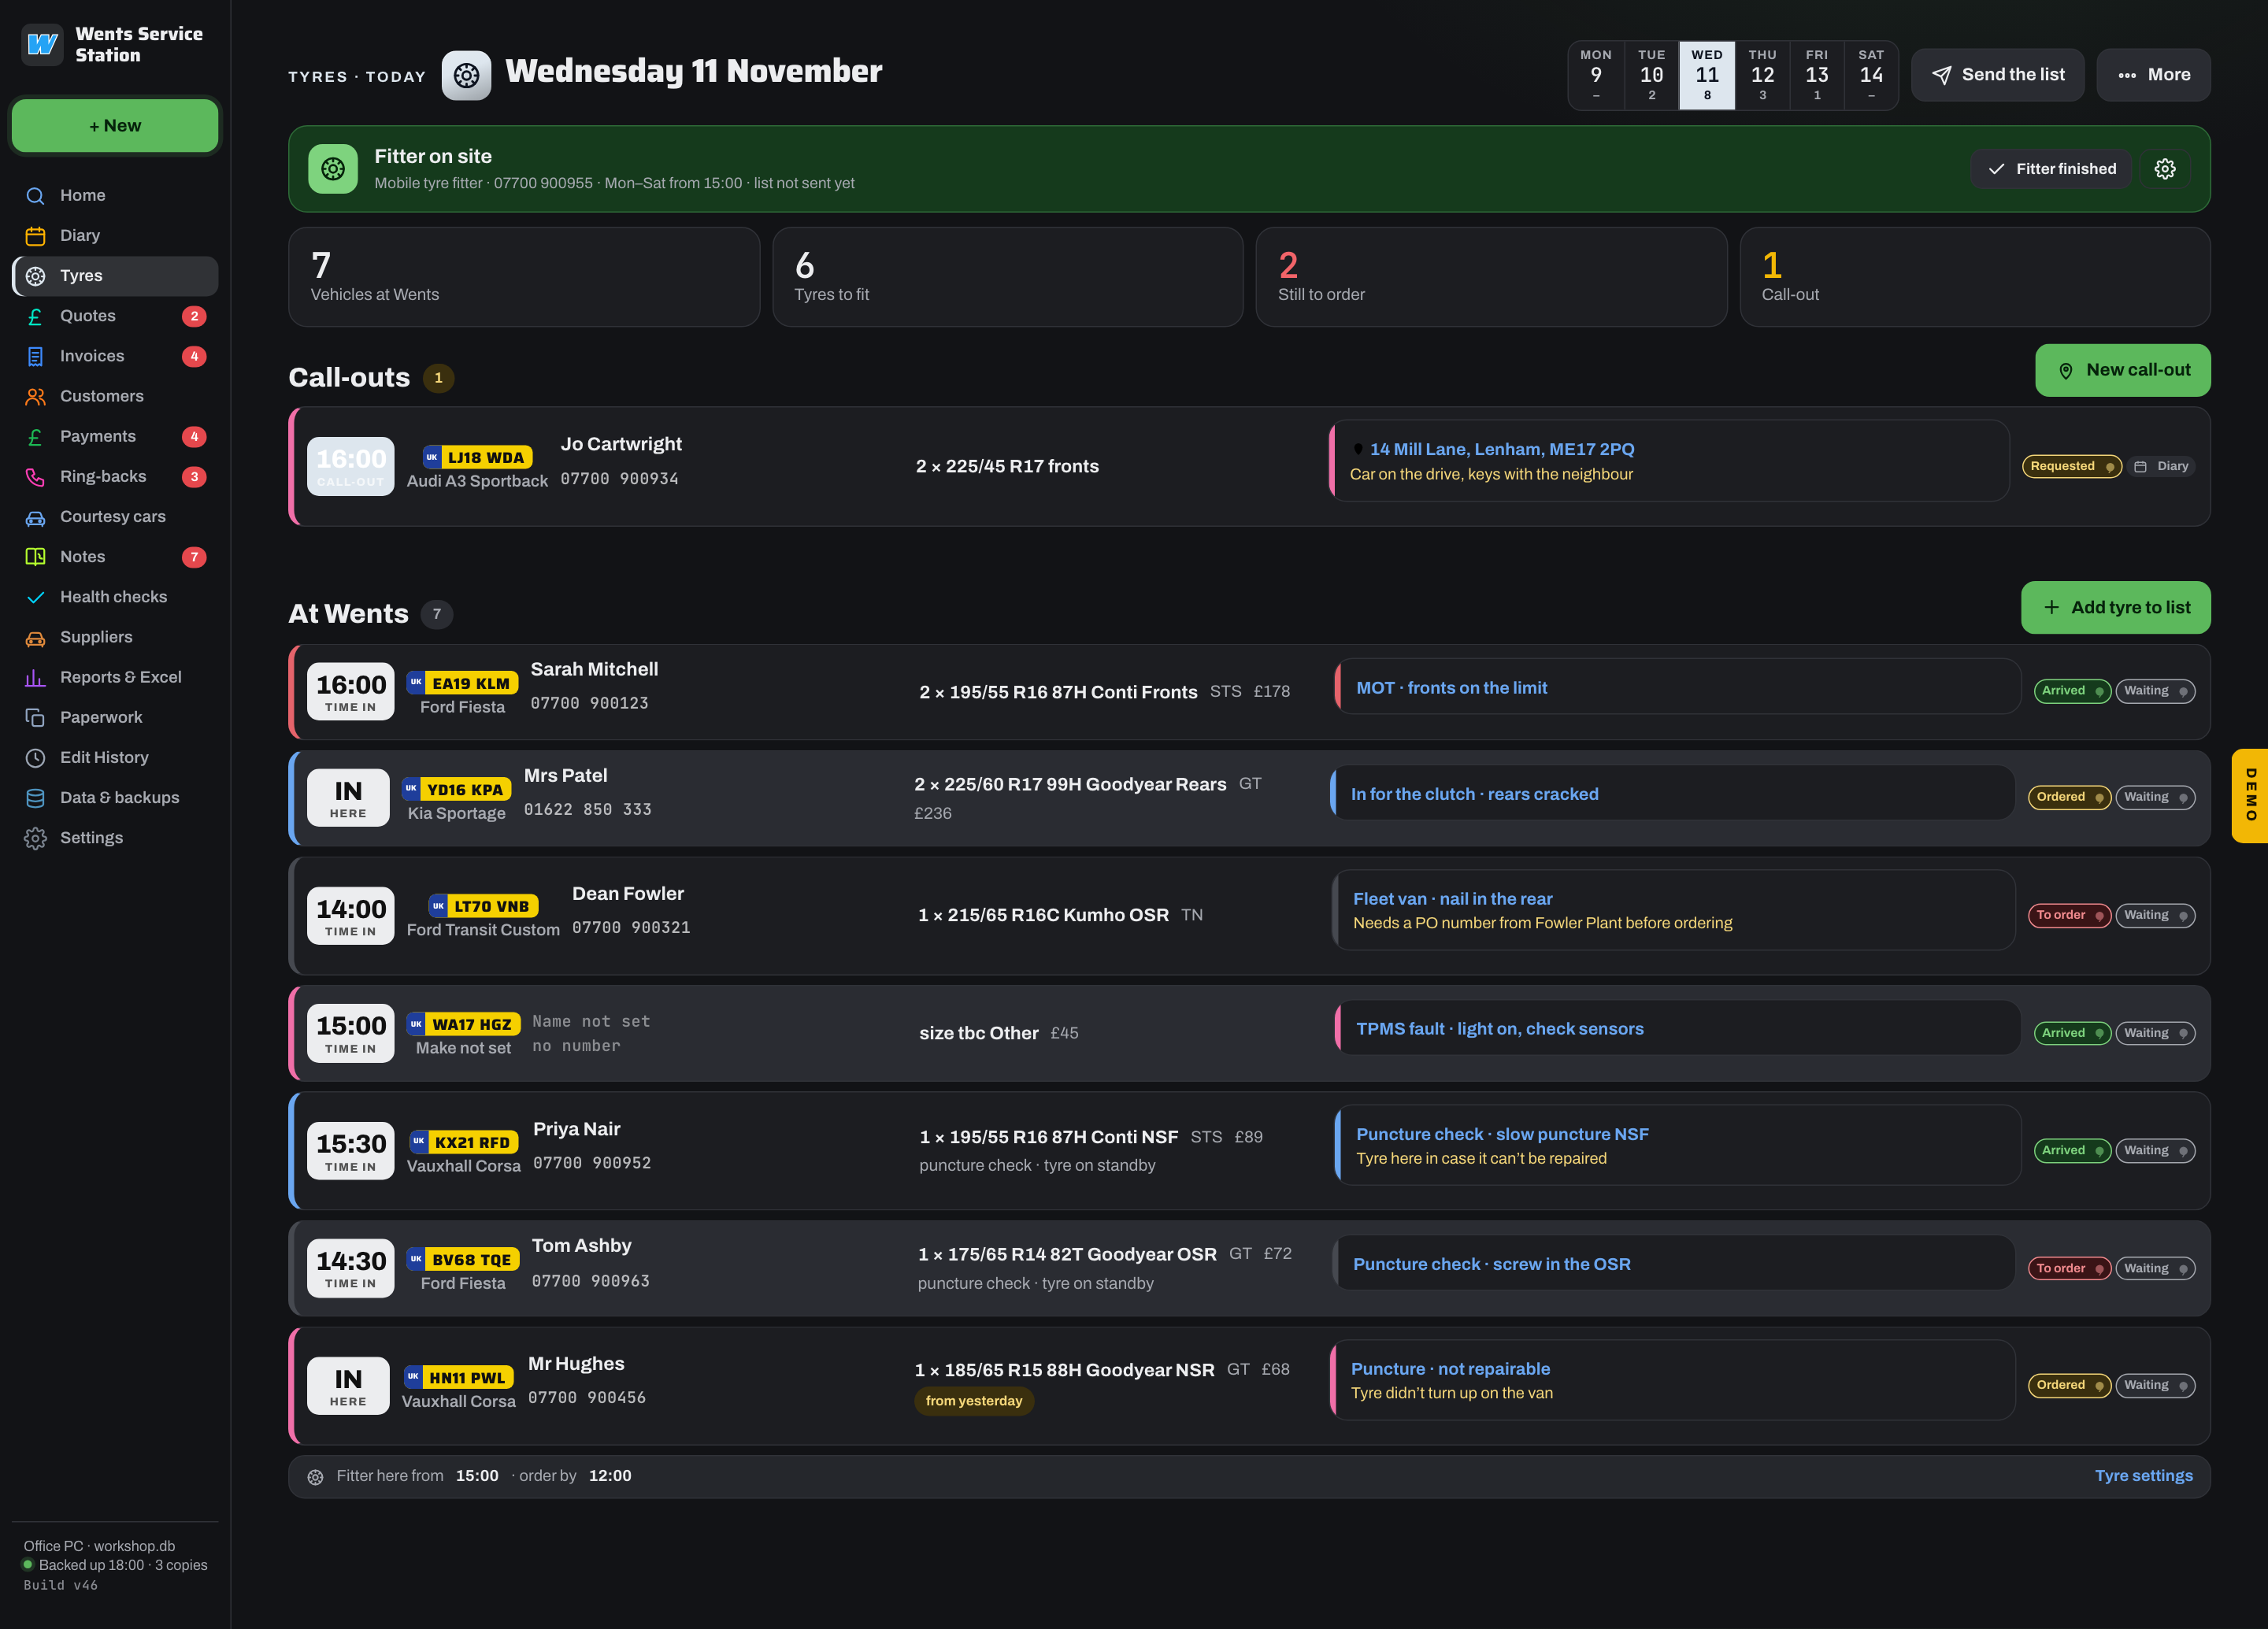 Wents Service
Station
+ New
Home
Diary
Tyres
Quotes 2
Invoices 4
Customers
Payments 4
Ring-backs 3
Courtesy cars
Notes 7
Health checks
Suppliers
Reports & Excel
Paperwork
Edit History
Data & backups
Settings
Office PC · workshop.db
Backed up 18:00 · 3 copies
Build v46
TYRES · TODAY
Wednesday 11 November
MON TUE WED THU FRI SAT
9 10 11 12 13 14
– 2 8 3 1 –
Send the list
More
Fitter on site
Mobile tyre fitter · 07700 900955 · Mon–Sat from 15:00 · list not sent yet
Fitter finished
7
Vehicles at Wents
6
Tyres to fit
2
Still to order
1
Call-out
Call-outs 1
New call-out
16:00
CALL-OUT
UK LJ18 WDA
Audi A3 Sportback
Jo Cartwright
07700 900934
2 × 225/45 R17 fronts
14 Mill Lane, Lenham, ME17 2PQ
Car on the drive, keys with the neighbour
Requested
Diary
At Wents 7
Add tyre to list
16:00
TIME IN
UK EA19 KLM
Ford Fiesta
Sarah Mitchell
07700 900123
2 × 195/55 R16 87H Conti Fronts STS £178
MOT · fronts on the limit
Arrived
Waiting
IN
HERE
UK YD16 KPA
Kia Sportage
Mrs Patel
01622 850 333
2 × 225/60 R17 99H Goodyear Rears GT
£236
In for the clutch · rears cracked
Ordered
Waiting
14:00
TIME IN
UK LT70 VNB
Ford Transit Custom
Dean Fowler
07700 900321
1 × 215/65 R16C Kumho OSR TN
Fleet van · nail in the rear
Needs a PO number from Fowler Plant before ordering
To order
Waiting
15:00
TIME IN
UK WA17 HGZ
Make not set
Name not set
no number
size tbc Other £45
TPMS fault · light on, check sensors
Arrived
Waiting
15:30
TIME IN
UK KX21 RFD
Vauxhall Corsa
Priya Nair
07700 900952
1 × 195/55 R16 87H Conti NSF STS £89
puncture check · tyre on standby
Puncture check · slow puncture NSF
Tyre here in case it can't be repaired
Arrived
Waiting
14:30
TIME IN
UK BV68 TQE
Ford Fiesta
Tom Ashby
07700 900963
1 × 175/65 R14 82T Goodyear OSR GT £72
puncture check · tyre on standby
Puncture check · screw in the OSR
To order
Waiting
IN
HERE
UK HN11 PWL
Vauxhall Corsa
Mr Hughes
07700 900456
1 × 185/65 R15 88H Goodyear NSR GT £68
from yesterday
Puncture · not repairable
Tyre didn't turn up on the van
Ordered
Waiting
Fitter here from 15:00 · order by 12:00
Tyre settings
DEMO